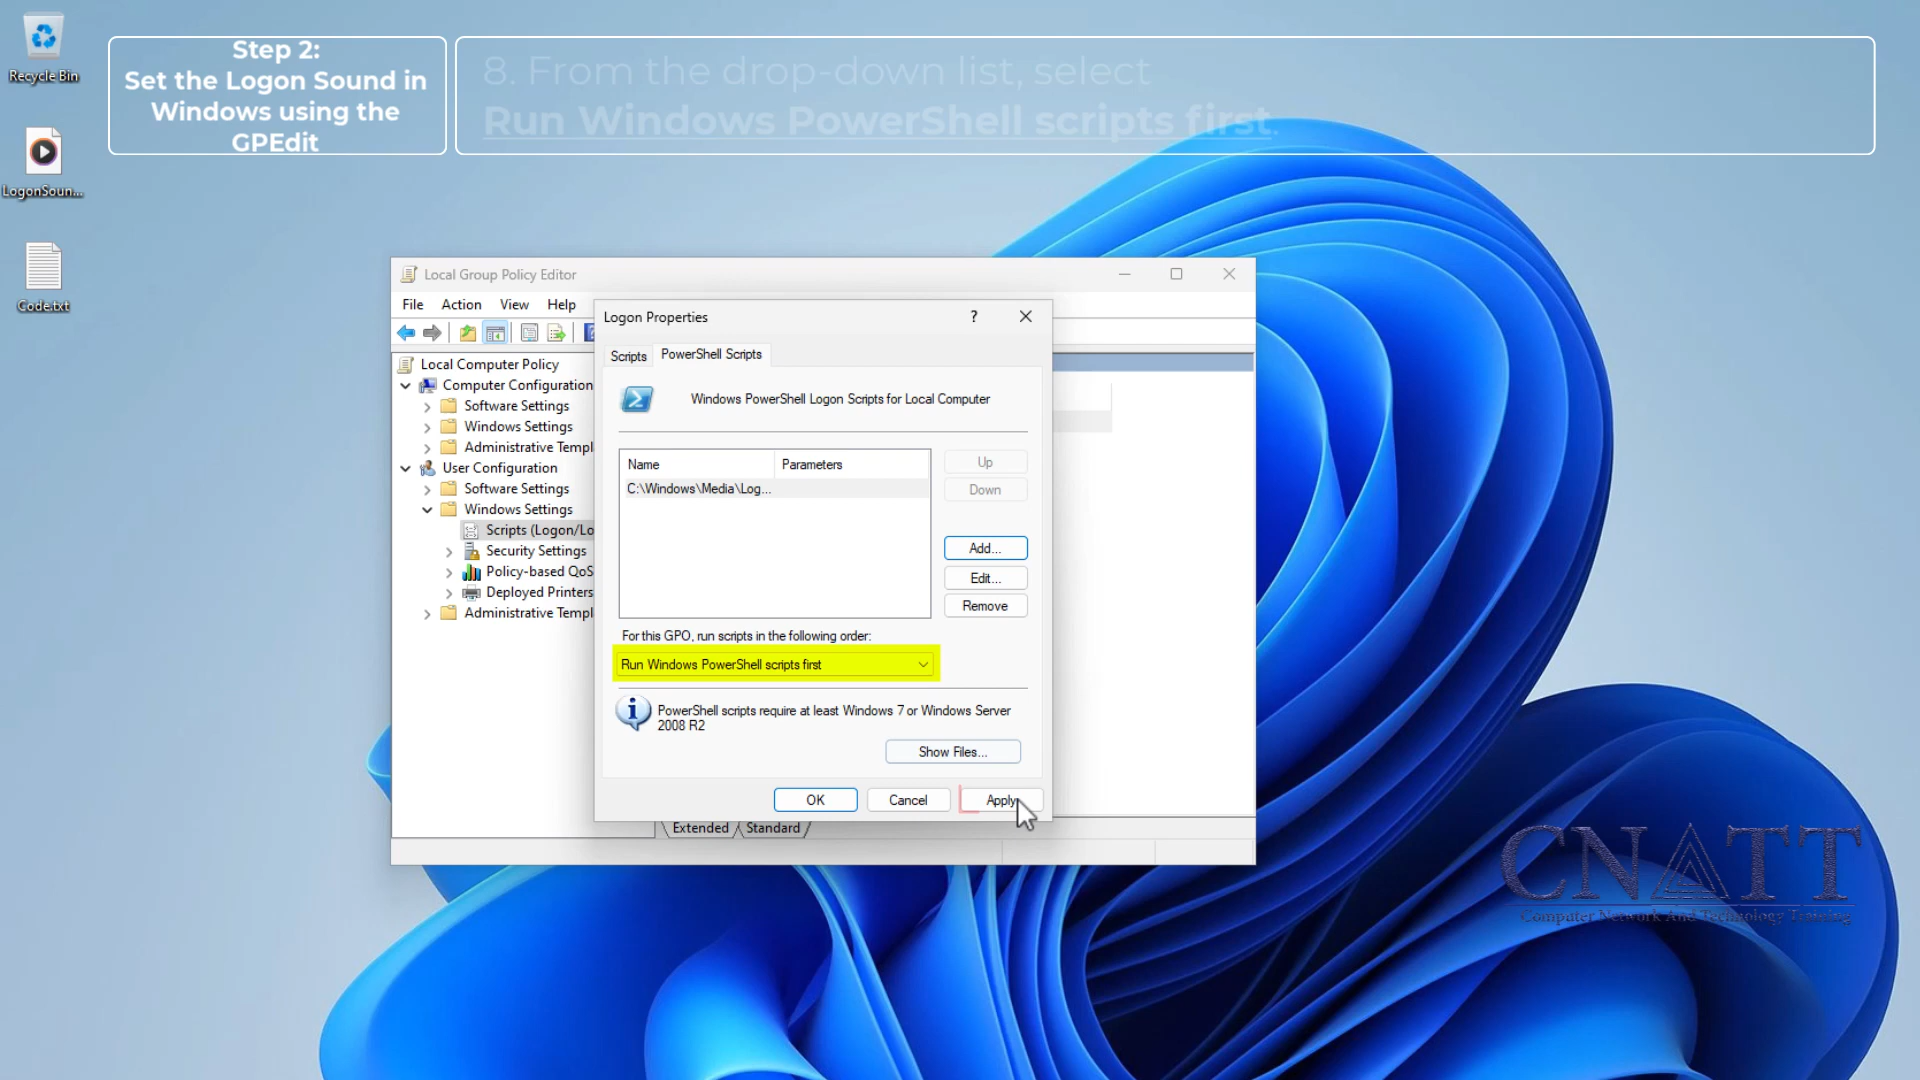 Recycle Bin
LogonSoun...
Code.txt
Step 2:
Set the Logon Sound in
Windows using the
GPEdit
8. From the drop-down list, select
Run Windows PowerShell scripts first.
Local Group Policy Editor
File Action View Help
Local Computer Policy
Computer Configuration
Software Settings
Windows Settings
Administrative Templ
User Configuration
Software Settings
Windows Settings
Scripts (Logon/Lo
Security Settings
Policy-based QoS
Deployed Printers
Administrative Templ
Extended Standard
Logon Properties
?
Scripts PowerShell Scripts
Windows PowerShell Logon Scripts for Local Computer
Name Parameters
C:\Windows\Media\Log...
Up
Down
Add...
Edit...
Remove
For this GPO, run scripts in the following order:
Run Windows PowerShell scripts first
PowerShell scripts require at least Windows 7 or Windows Server
2008 R2
Show Files...
OK Cancel Apply
CNATT
Computer Network And Technology Training